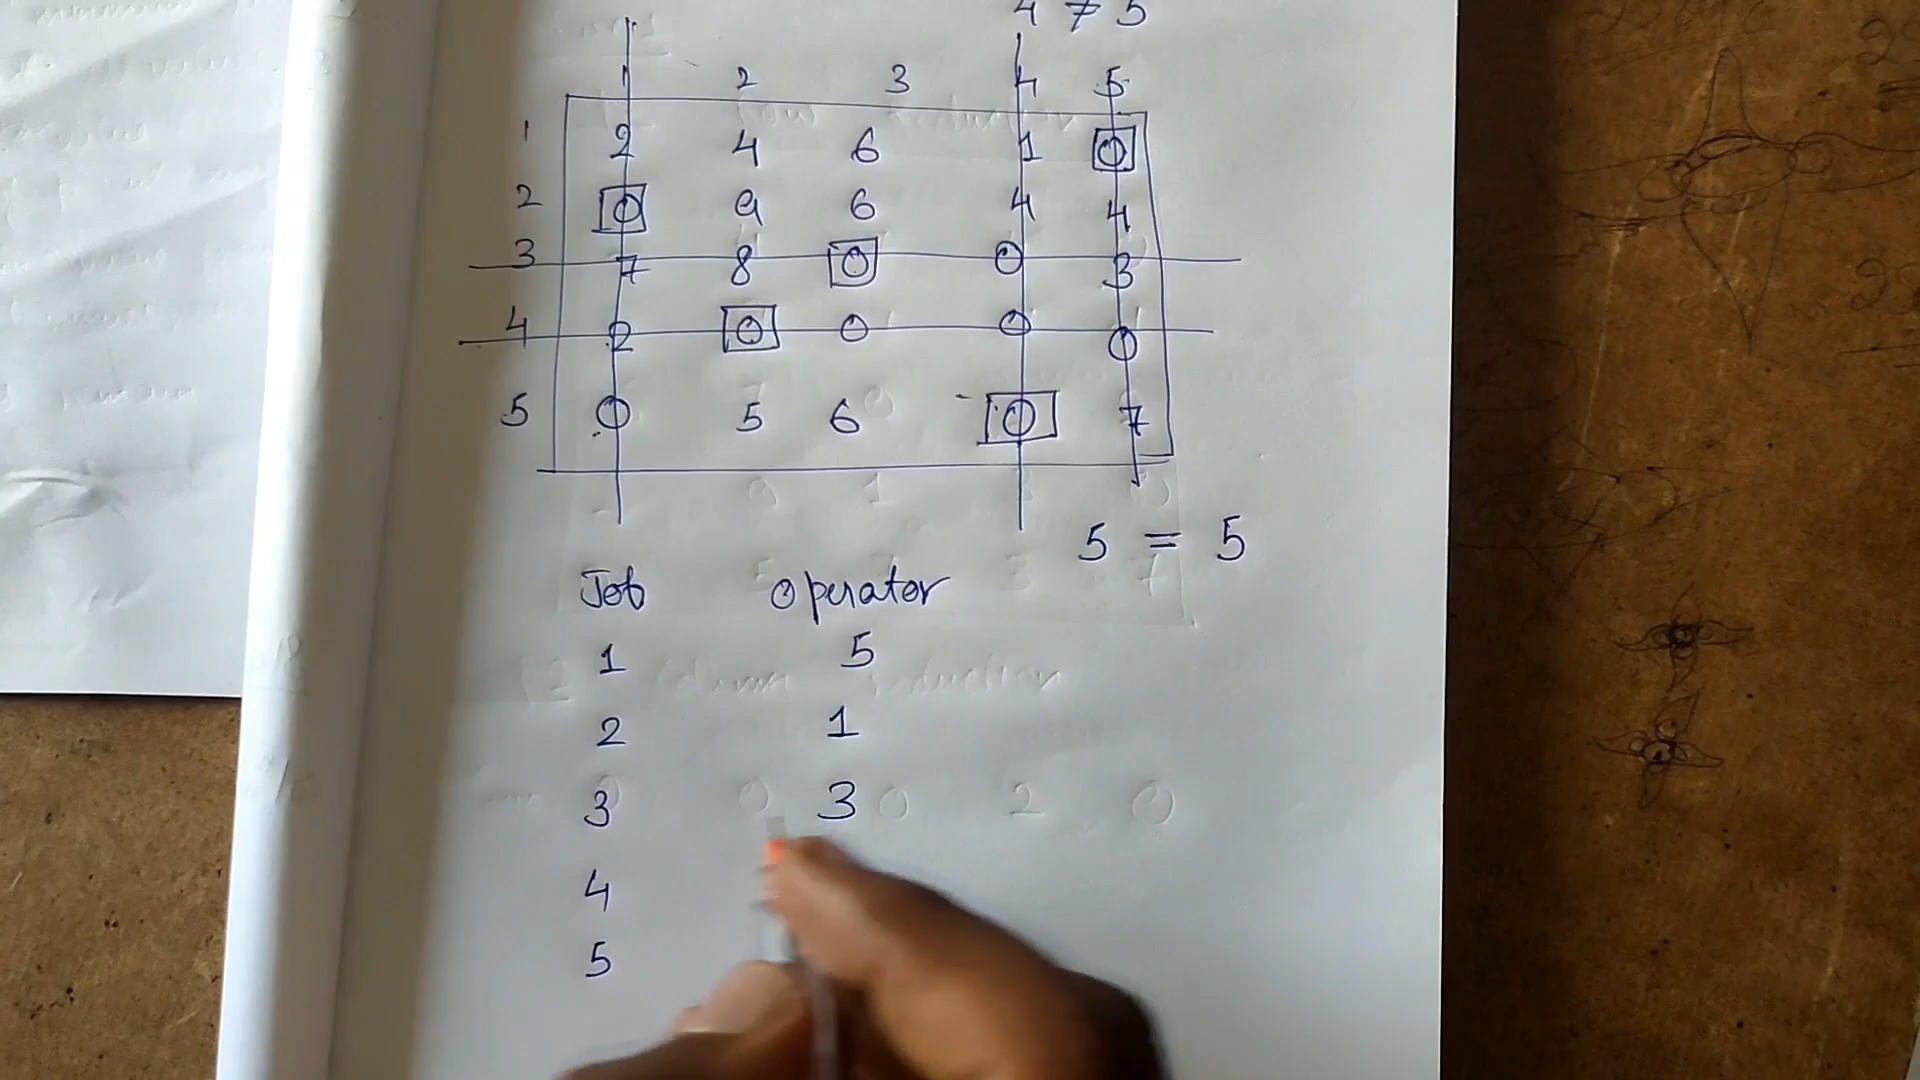 4 ≠ 5
1 2 3 4 5
1 2 4 6 1 0
2 0 9 6 4 4
3 7 8 0 0 3
4 2 0 0 0 0
5 0 5 6 0 7
5 = 5
Job Operator
1 5
2 1
3 3
4
5